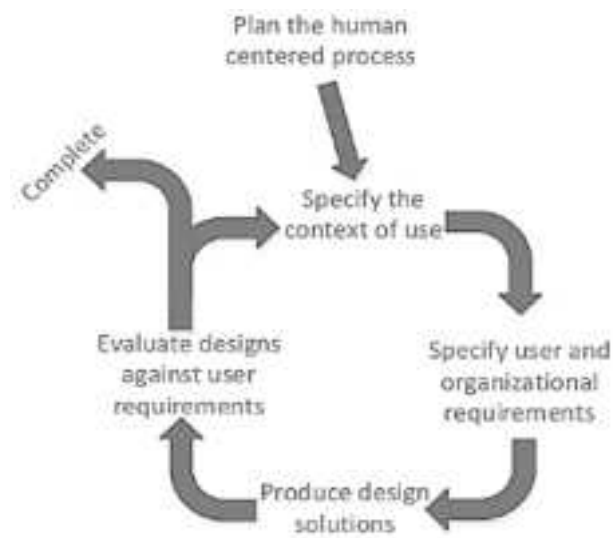 Plan the human
centered process
Complete
Specify the
context of use
Evaluate designs
against user
requirements
Specify user and
organizational
requirements
Produce design
solutions